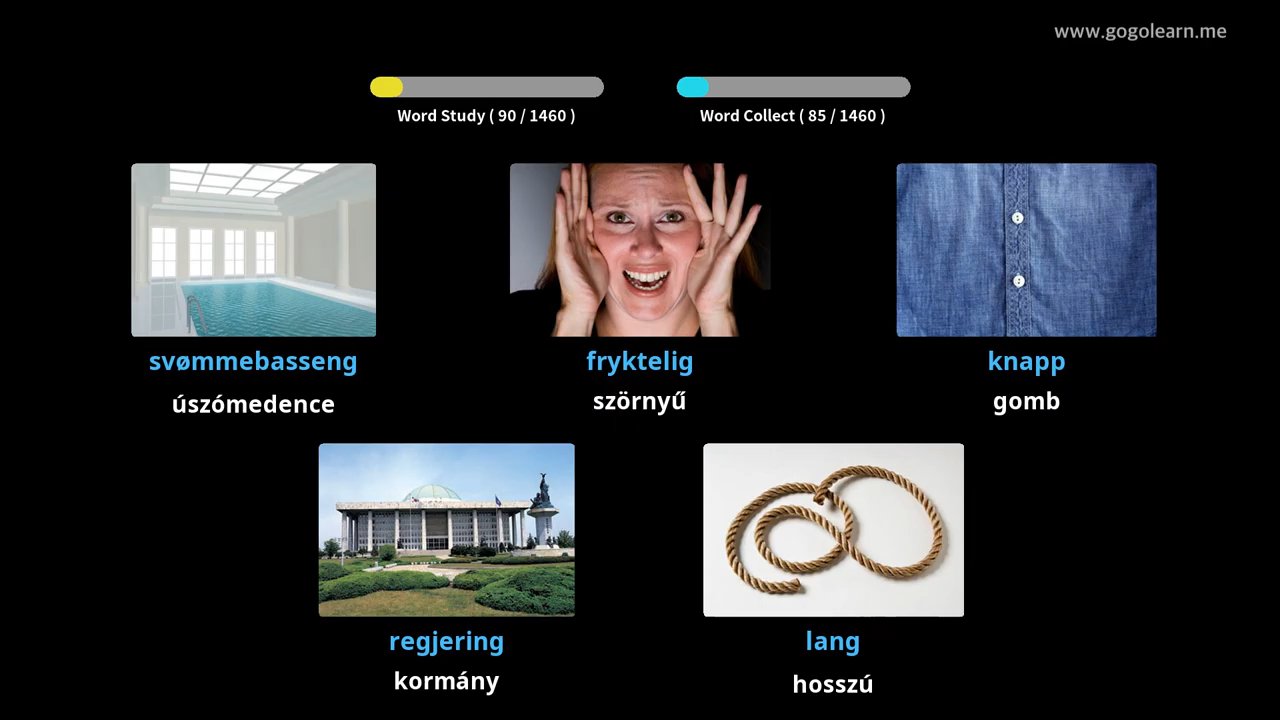 www.gogolearn.me
Word Study ( 90 / 1460 )
Word Collect ( 85 / 1460 )
svømmebasseng
úszómedence
fryktelig
szörnyű
knapp
gomb
regjering
kormány
lang
hosszú